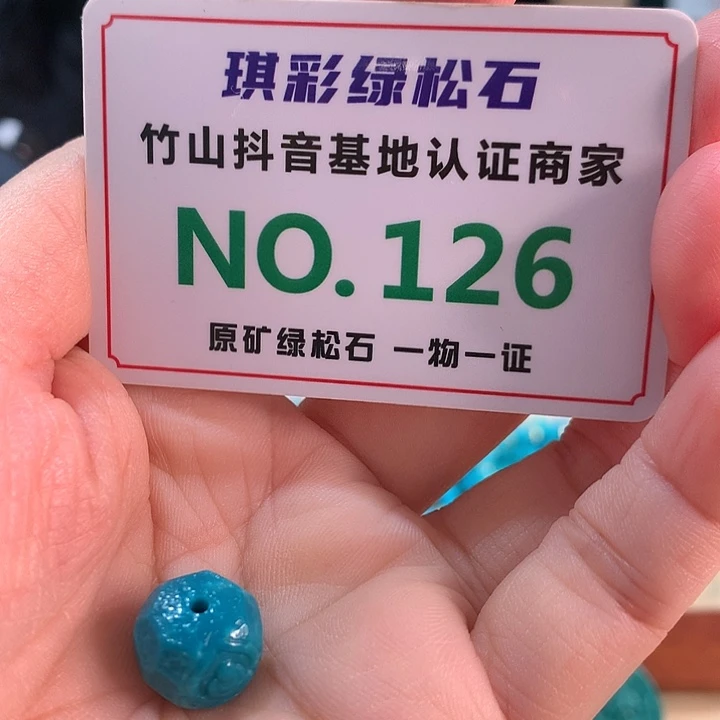 琪彩绿松石
竹山抖音基地认证商家
NO.126
原矿绿松石 一物一证